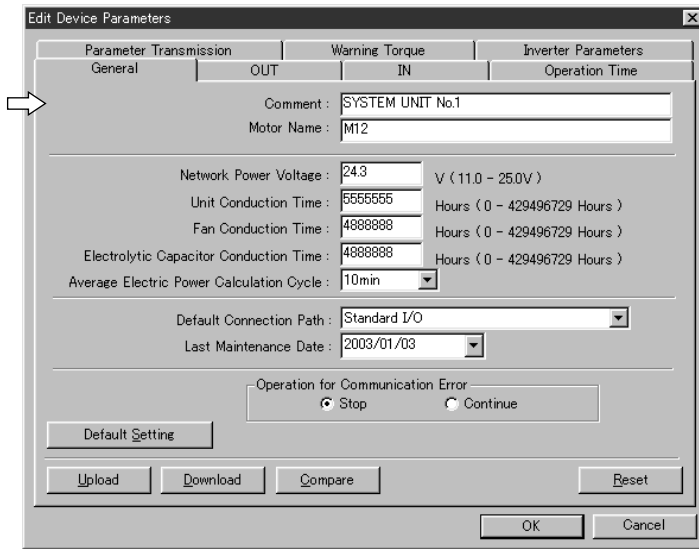 Edit Device Parameters
Parameter Transmission Warning Torque Inverter Parameters
General OUT IN Operation Time
Comment : SYSTEM UNIT No.1
Motor Name : M12
Network Power Voltage : 24.3 V ( 11.0 - 25.0V )
Unit Conduction Time : 5555555 Hours ( 0 - 429496729 Hours )
Fan Conduction Time : 4888888 Hours ( 0 - 429496729 Hours )
Electrolytic Capacitor Conduction Time : 4888888 Hours ( 0 - 429496729 Hours )
Average Electric Power Calculation Cycle : 10min
Default Connection Path : Standard I/O
Last Maintenance Date : 2003/01/03
Operation for Communication Error
Stop Continue
Default Setting
Upload Download Compare Reset
OK Cancel